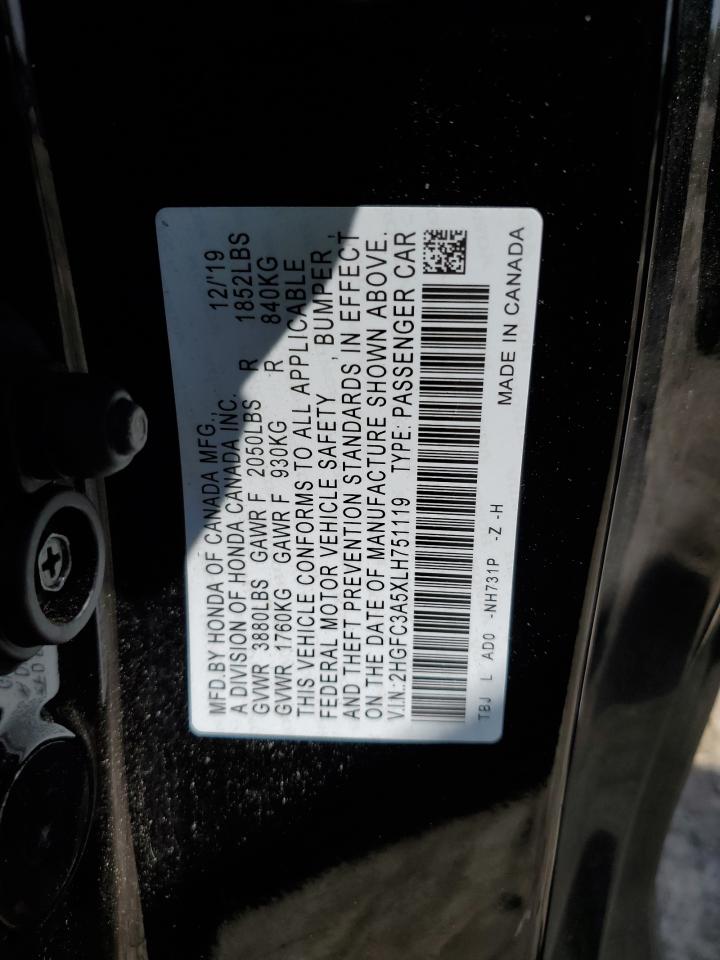 MFD.BY HONDA OF CANADA MFG., 12/'19
A DIVISION OF HONDA CANADA INC.
GVWR 3880LBS GAWR F 2050LBS R 1852LBS
GVWR 1760KG GAWR F 930KG R 840KG
THIS VEHICLE CONFORMS TO ALL APPLICABLE
FEDERAL MOTOR VEHICLE SAFETY, BUMPER,
AND THEFT PREVENTION STANDARDS IN EFFECT
ON THE DATE OF MANUFACTURE SHOWN ABOVE.
V.I.N.:2HGFC3A5XLH751119 TYPE: PASSENGER CAR
TBJ L AD0 -NH731P -Z -H
MADE IN CANADA